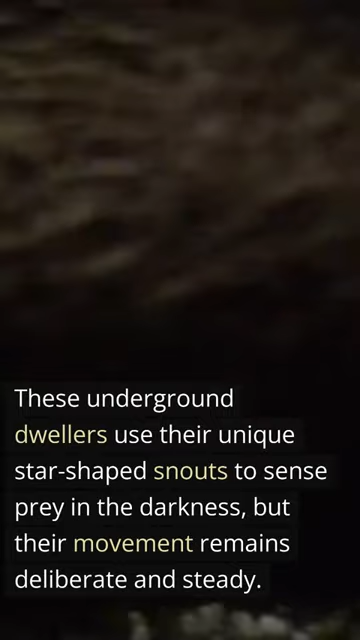 These underground
dwellers use their unique
star-shaped snouts to sense
prey in the darkness, but
their movement remains
deliberate and steady.